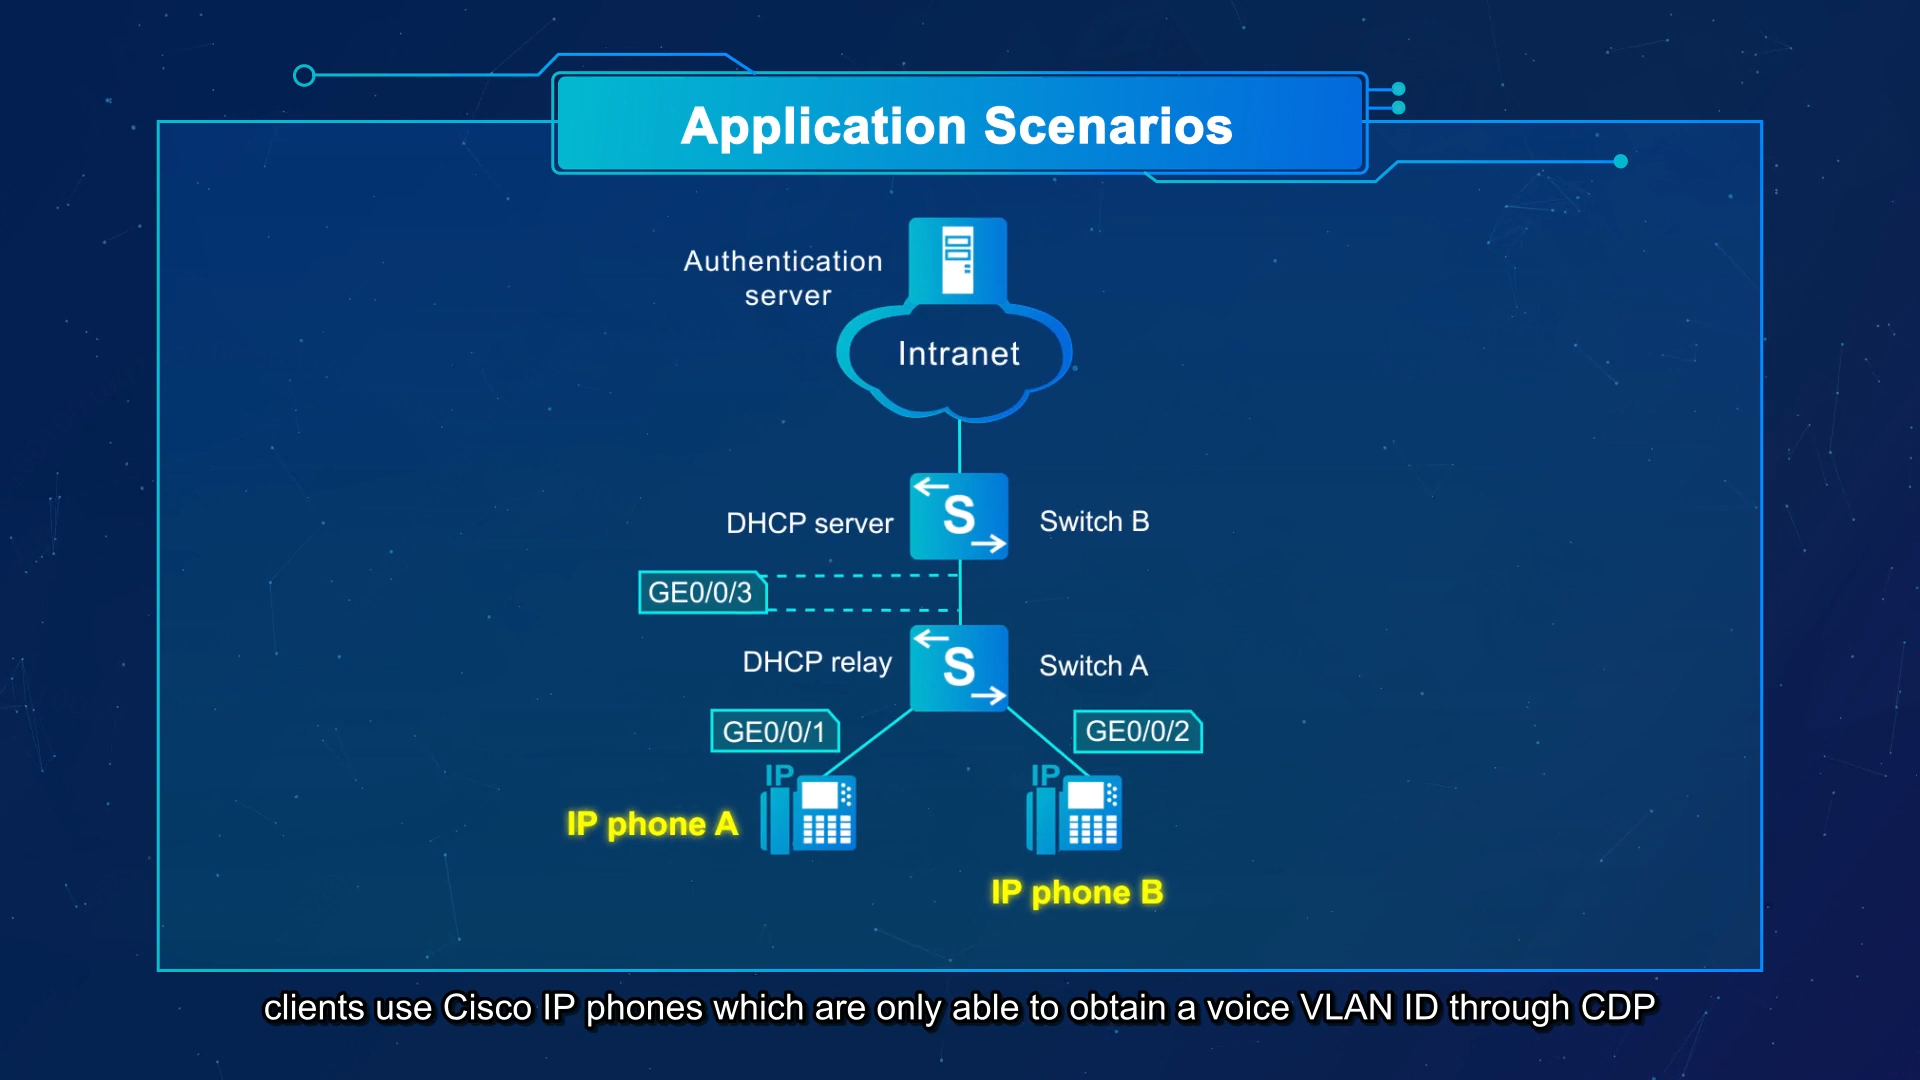 Application Scenarios
Authentication
server
Intranet
S
DHCP server
Switch B
GE0/0/3
S
DHCP relay
Switch A
GE0/0/1
GE0/0/2
IP
IP
IP phone A
IP phone B
clients use Cisco IP phones which are only able to obtain a voice VLAN ID through CDP